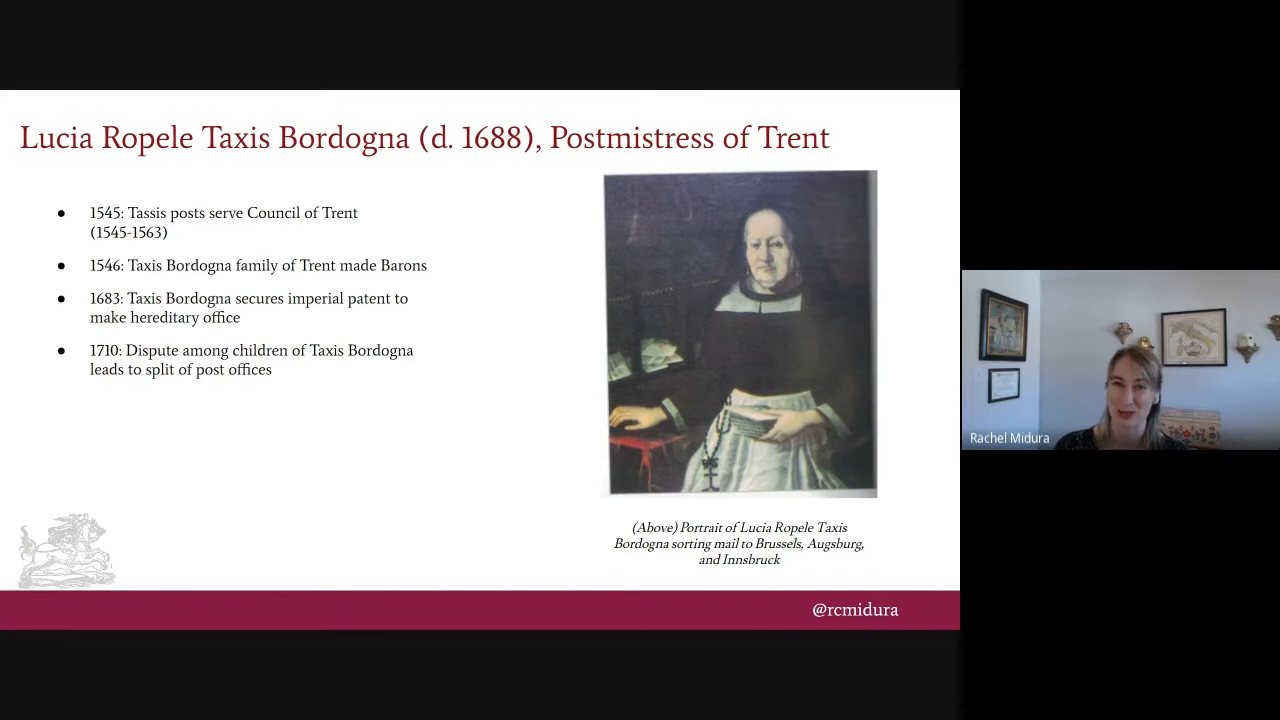 Lucia Ropele Taxis Bordogna (d. 1688), Postmistress of Trent
● 1545: Tassis posts serve Council of Trent
(1545-1563)
● 1546: Taxis Bordogna family of Trent made Barons
● 1683: Taxis Bordogna secures imperial patent to
make hereditary office
● 1710: Dispute among children of Taxis Bordogna
leads to split of post offices
(Above) Portrait of Lucia Ropele Taxis
Bordogna sorting mail to Brussels, Augsburg,
and Innsbruck
@rcmidura
Rachel Midura